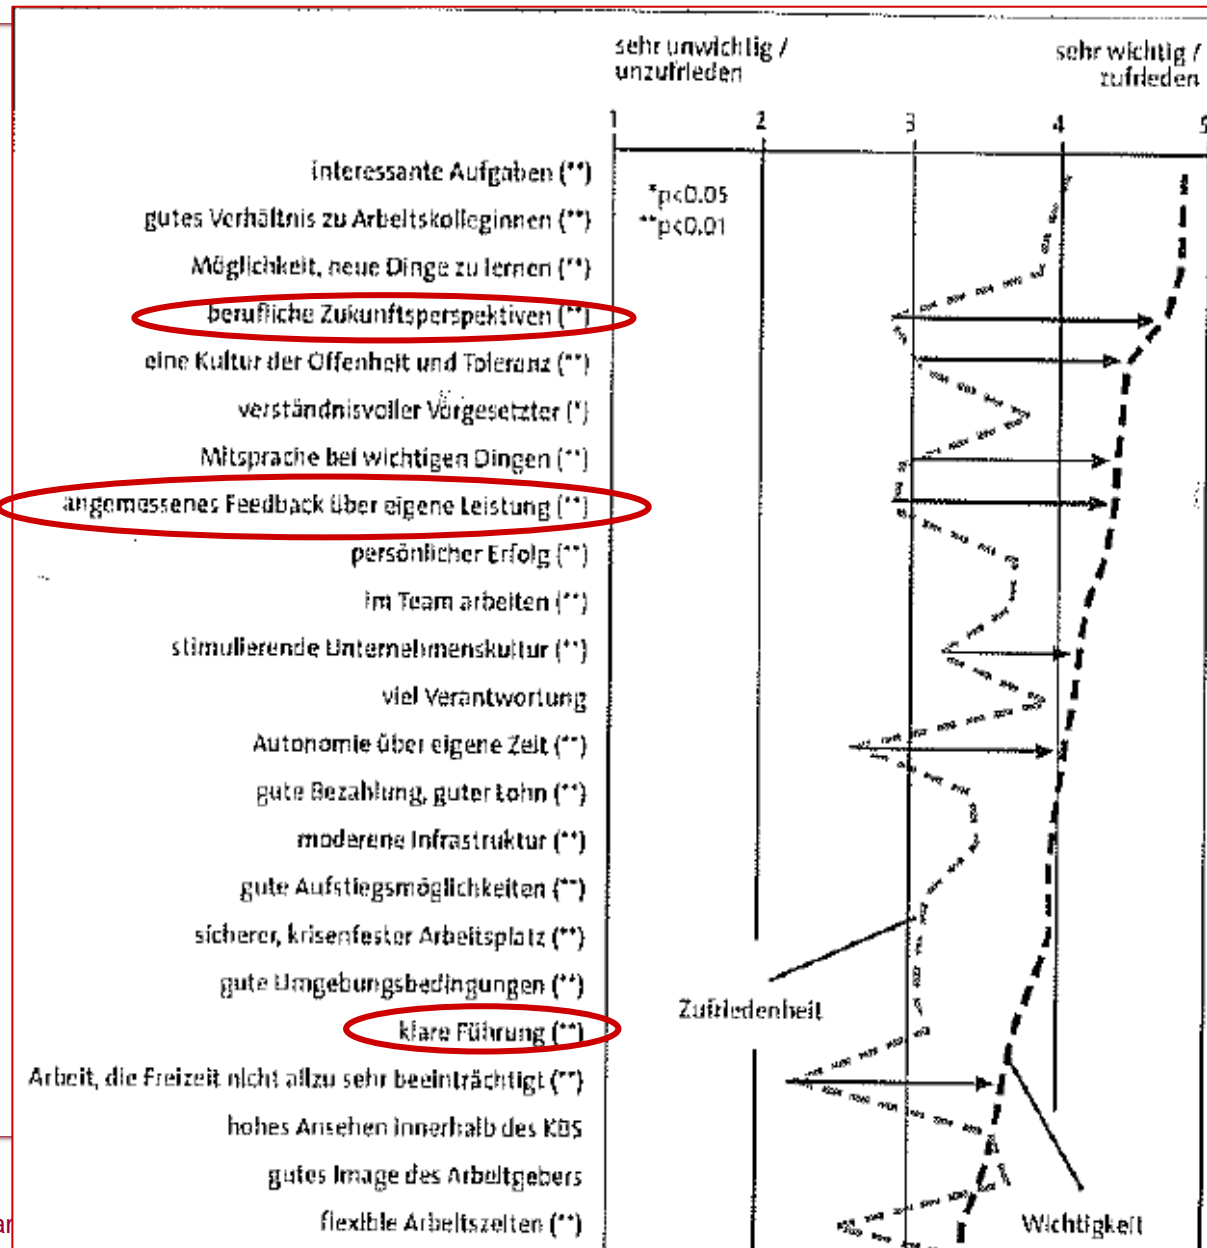 sehr unwichtig /
unzufrieden
sehr wichtig /
zufrieden
1 2 3 4 5
*p<0.05
**p<0.01
interessante Aufgaben (**)
gutes Verhältnis zu Arbeitskolleginnen (**)
Möglichkeit, neue Dinge zu lernen (**)
berufliche Zukunftsperspektiven (**)
eine Kultur der Offenheit und Toleranz (**)
verständnisvoller Vorgesetzter (*)
Mitsprache bei wichtigen Dingen (**)
angemessenes Feedback über eigene Leistung (**)
persönlicher Erfolg (**)
im Team arbeiten (**)
stimulierende Unternehmenskultur (**)
viel Verantwortung
Autonomie über eigene Zeit (**)
gute Bezahlung, guter Lohn (**)
moderene Infrastruktur (**)
gute Aufstiegsmöglichkeiten (**)
sicherer, krisenfester Arbeitsplatz (**)
gute Umgebungsbedingungen (**)
Zufriedenheit
klare Führung (**)
Arbeit, die Freizeit nicht allzu sehr beeinträchtigt (**)
hohes Ansehen innerhalb des KBS
gutes Image des Arbeitgebers
flexible Arbeitszeiten (**)
Wichtigkeit